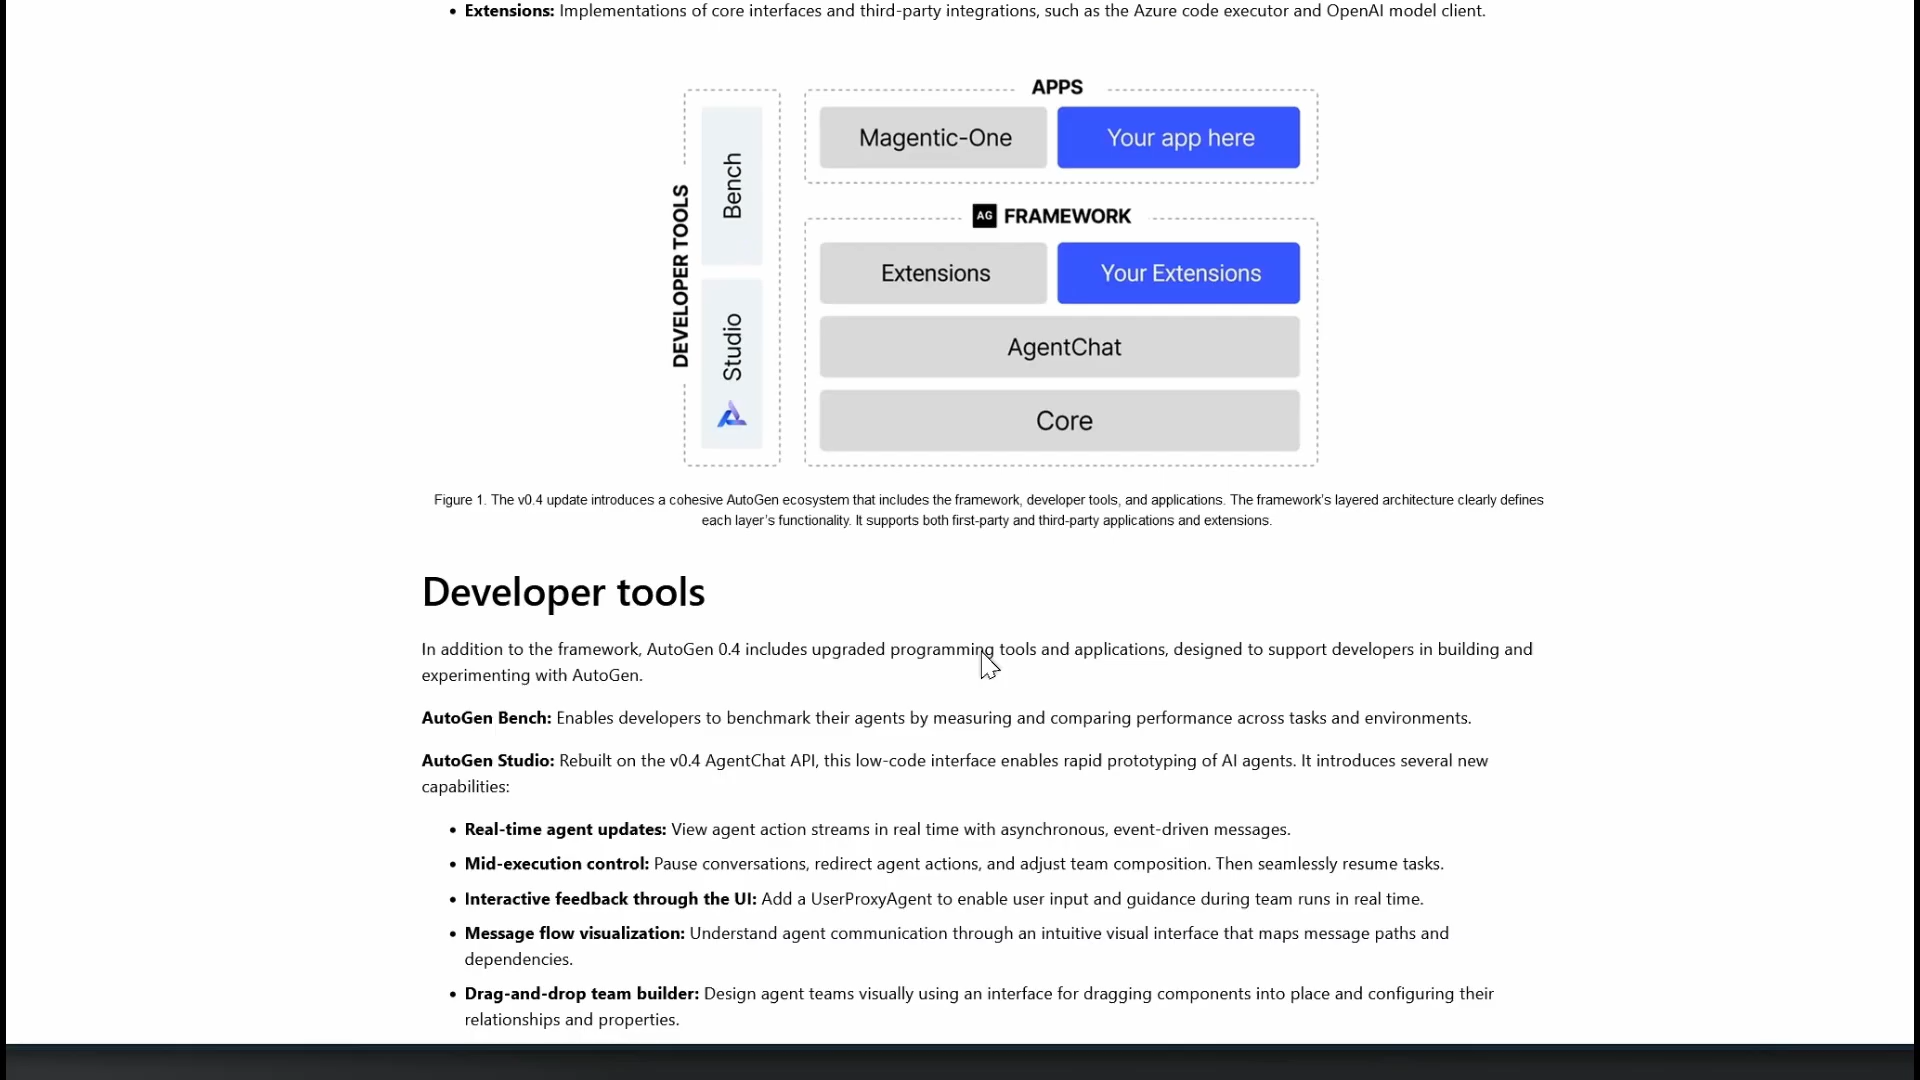 • Extensions: Implementations of core interfaces and third-party integrations, such as the Azure code executor and OpenAI model client.
DEVELOPER TOOLS
Bench
Studio
APPS
Magentic-One
Your app here
AG FRAMEWORK
Extensions
Your Extensions
AgentChat
Core
Figure 1. The v0.4 update introduces a cohesive AutoGen ecosystem that includes the framework, developer tools, and applications. The framework's layered architecture clearly defines
each layer's functionality. It supports both first-party and third-party applications and extensions.
Developer tools
In addition to the framework, AutoGen 0.4 includes upgraded programming tools and applications, designed to support developers in building and
experimenting with AutoGen.
AutoGen Bench: Enables developers to benchmark their agents by measuring and comparing performance across tasks and environments.
AutoGen Studio: Rebuilt on the v0.4 AgentChat API, this low-code interface enables rapid prototyping of AI agents. It introduces several new
capabilities:
• Real-time agent updates: View agent action streams in real time with asynchronous, event-driven messages.
• Mid-execution control: Pause conversations, redirect agent actions, and adjust team composition. Then seamlessly resume tasks.
• Interactive feedback through the UI: Add a UserProxyAgent to enable user input and guidance during team runs in real time.
• Message flow visualization: Understand agent communication through an intuitive visual interface that maps message paths and
dependencies.
• Drag-and-drop team builder: Design agent teams visually using an interface for dragging components into place and configuring their
relationships and properties.